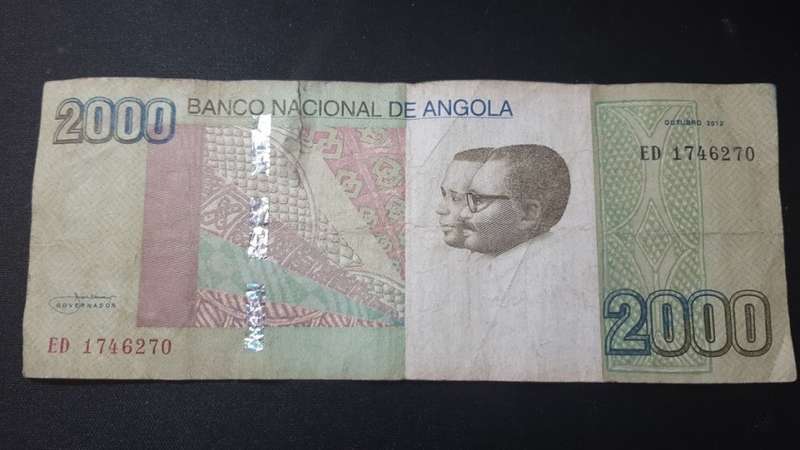 2000 BANCO NACIONAL DE ANGOLA
OUTUBRO 2012
ED 1746270
GOVERNADOR
ED 1746270
2000